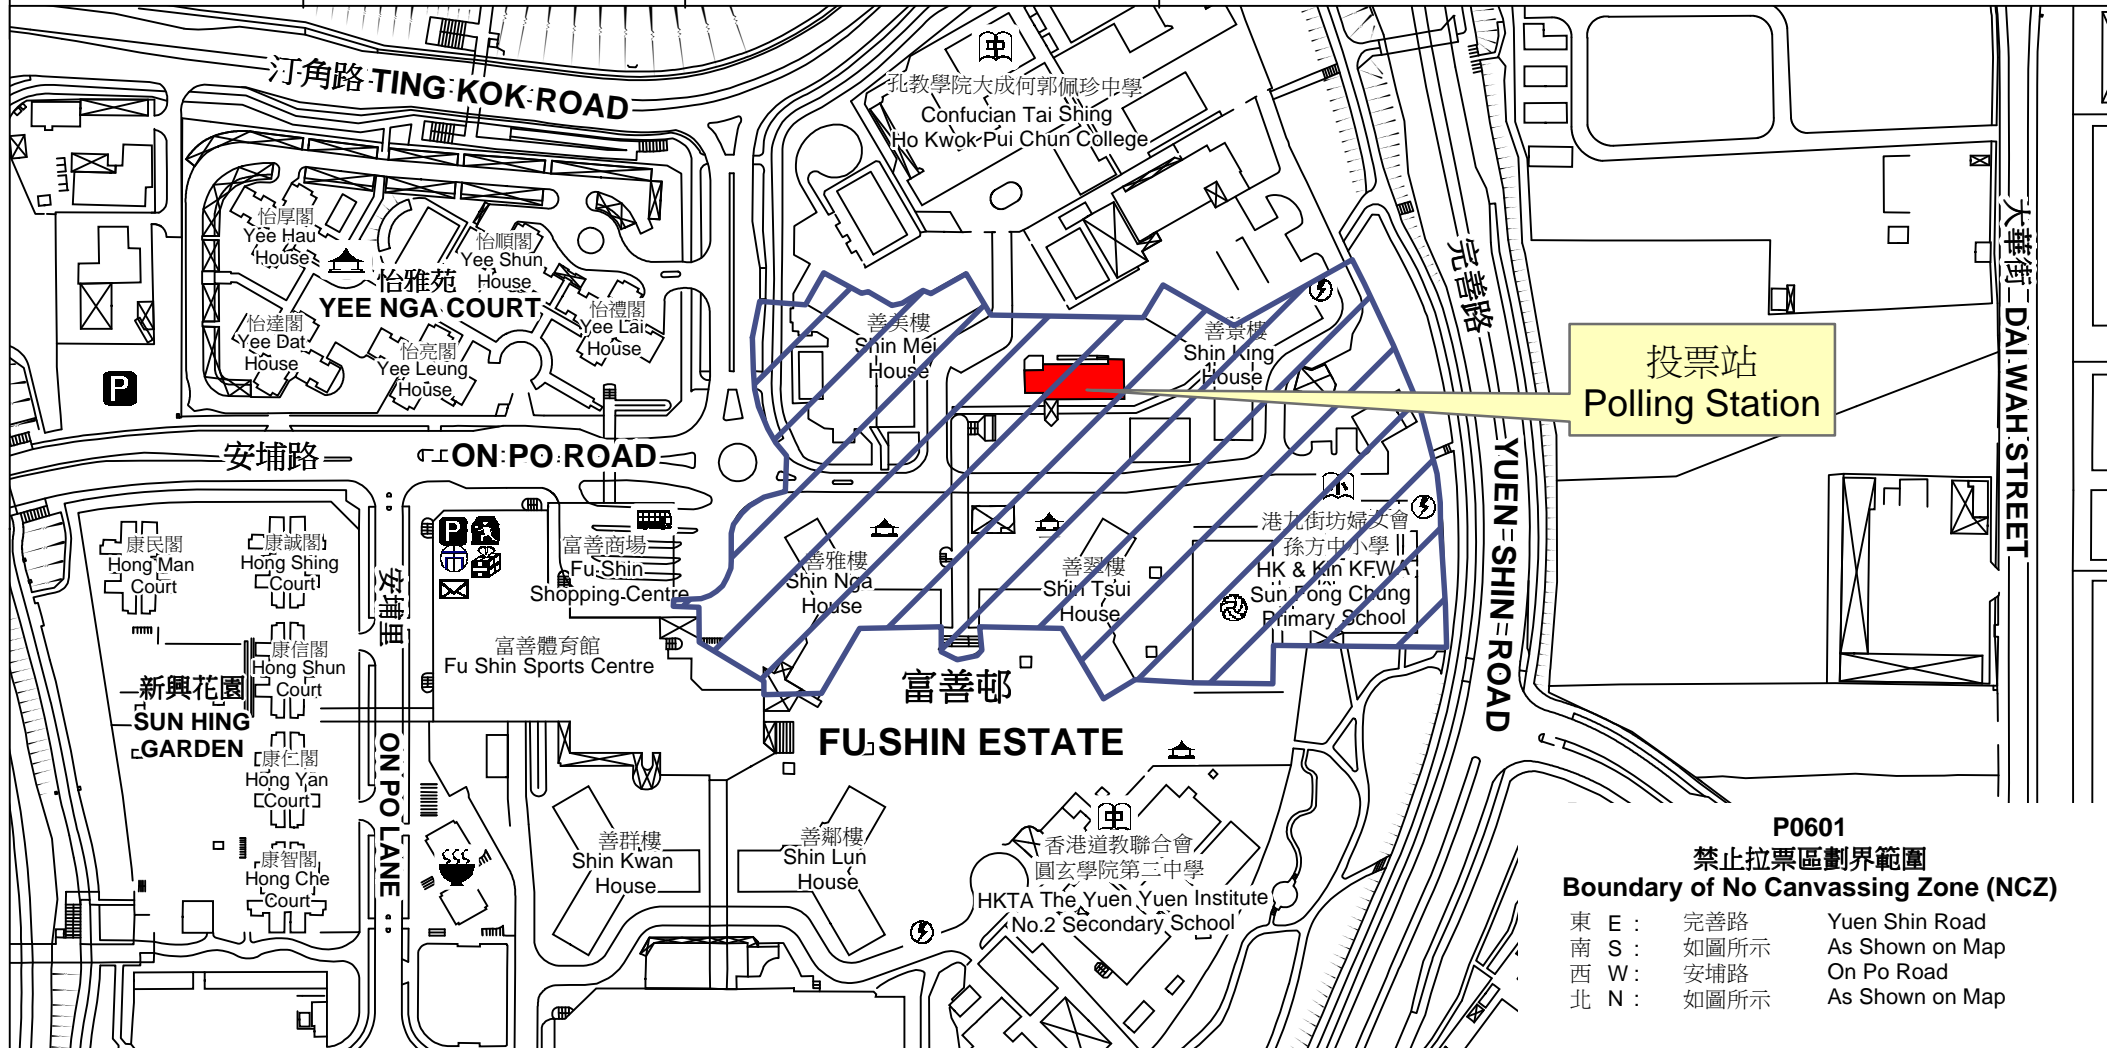 汀角路 TING KOK ROAD
孔教學院大成何郭佩珍中學
Confucian Tai Shing
Ho Kwok Pui Chun College
怡厚閣
Yee Hau
House
怡順閣
Yee Shun
House
怡雅苑
YEE NGA COURT
怡禮閣
Yee Lai
House
怡達閣
Yee Dat
House
怡亮閣
Yee Leung
House
P
善美樓
Shin Mei
House
善景樓
Shin King
House
完善路
YUEN SHIN ROAD
大華街 DAI WAH STREET
投票站
Polling Station
安埔路
ON PO ROAD
康民閣
Hong Man
Court
康誠閣
Hong Shing
Court
安埔里
ON PO LANE
P
富善商場
Fu Shin
Shopping Centre
富善體育館
Fu Shin Sports Centre
善雅樓
Shin Nga
House
善翠樓
Shin Tsui
House
小
港九街坊婦女會
孫方中小學
HK & Kln KFWA
Sun Fong Chung
Primary School
康信閣
Hong Shun
Court
新興花園
SUN HING
GARDEN
康仁閣
Hong Yan
Court
康智閣
Hong Che
Court
富善邨
FU SHIN ESTATE
善群樓
Shin Kwan
House
善鄰樓
Shin Lun
House
中
香港道教聯合會
圓玄學院第二中學
HKTA The Yuen Yuen Institute
No.2 Secondary School
P0601
禁止拉票區劃界範圍
Boundary of No Canvassing Zone (NCZ)
東 E : 完善路 Yuen Shin Road
南 S : 如圖所示 As Shown on Map
西 W : 安埔路 On Po Road
北 N : 如圖所示 As Shown on Map